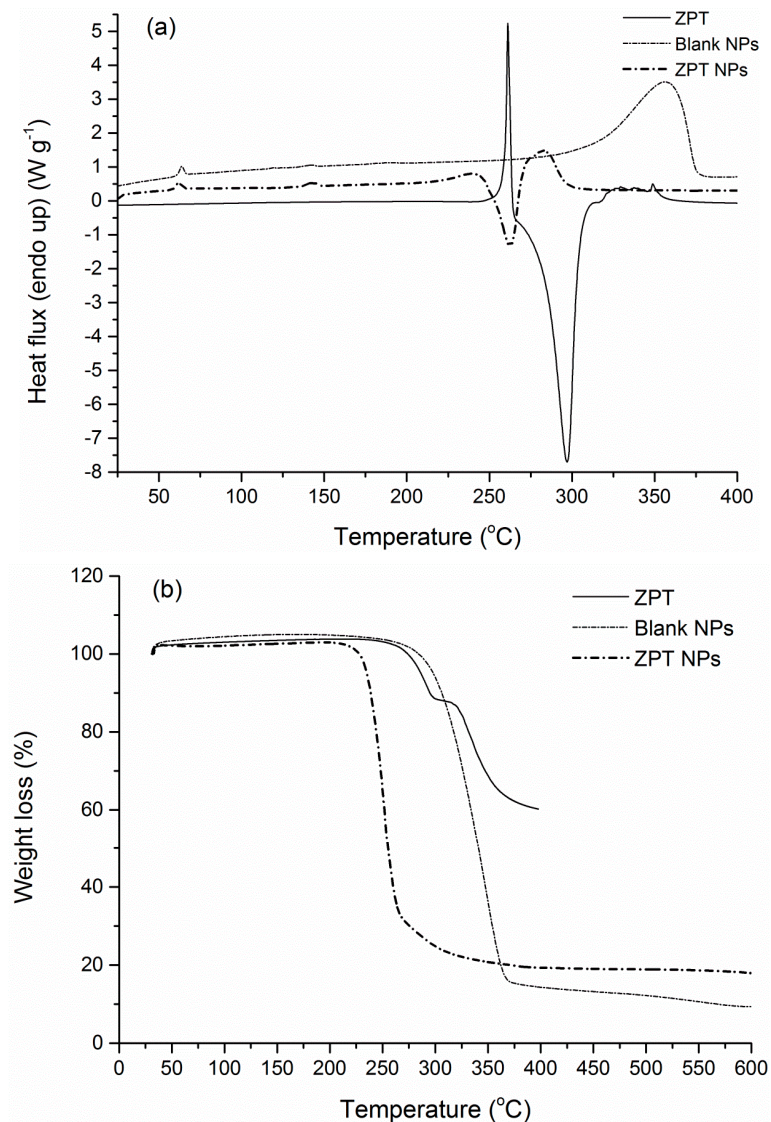 (a)
ZPT
Blank NPs
ZPT NPs
Heat flux (endo up) (W g⁻¹)
5
4
3
2
1
0
-1
-2
-3
-4
-5
-6
-7
-8
50 100 150 200 250 300 350 400
Temperature (°C)
(b)
ZPT
Blank NPs
ZPT NPs
Weight loss (%)
120
100
80
60
40
20
0
0 50 100 150 200 250 300 350 400 450 500 550 600
Temperature (°C)